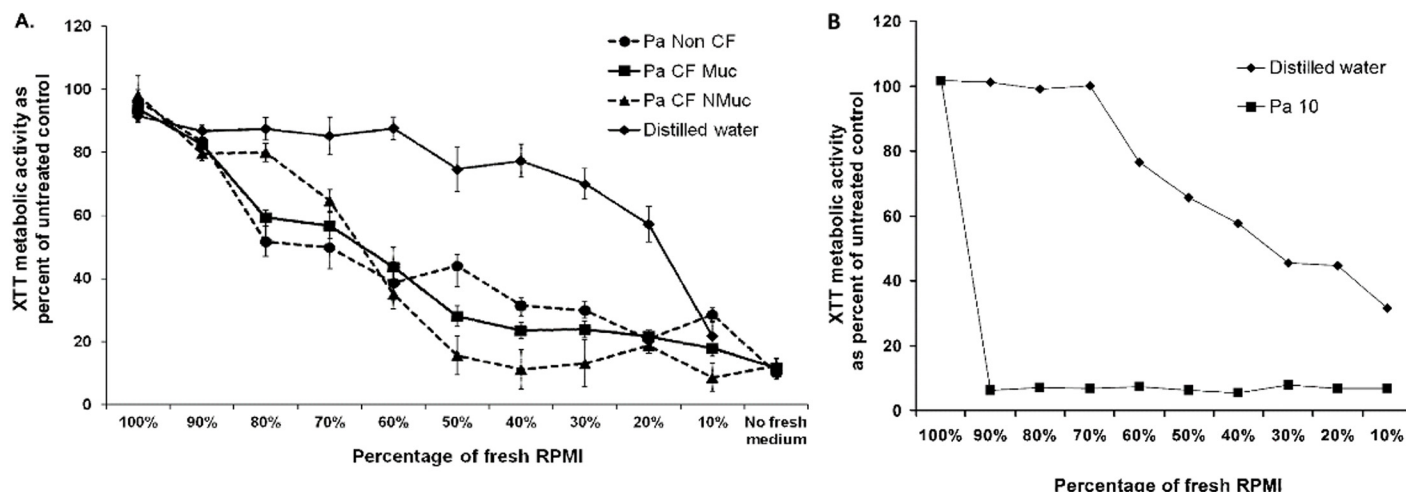 A.
XTT metabolic activity as
percent of untreated control
120
100
80
60
40
20
0
Pa Non CF
Pa CF Muc
Pa CF NMuc
Distilled water
100% 90% 80% 70% 60% 50% 40% 30% 20% 10% No fresh
medium
Percentage of fresh RPMI
B
XTT metabolic activity
as percent of untreated control
120
100
80
60
40
20
0
Distilled water
Pa 10
100% 90% 80% 70% 60% 50% 40% 30% 20% 10%
Percentage of fresh RPMI